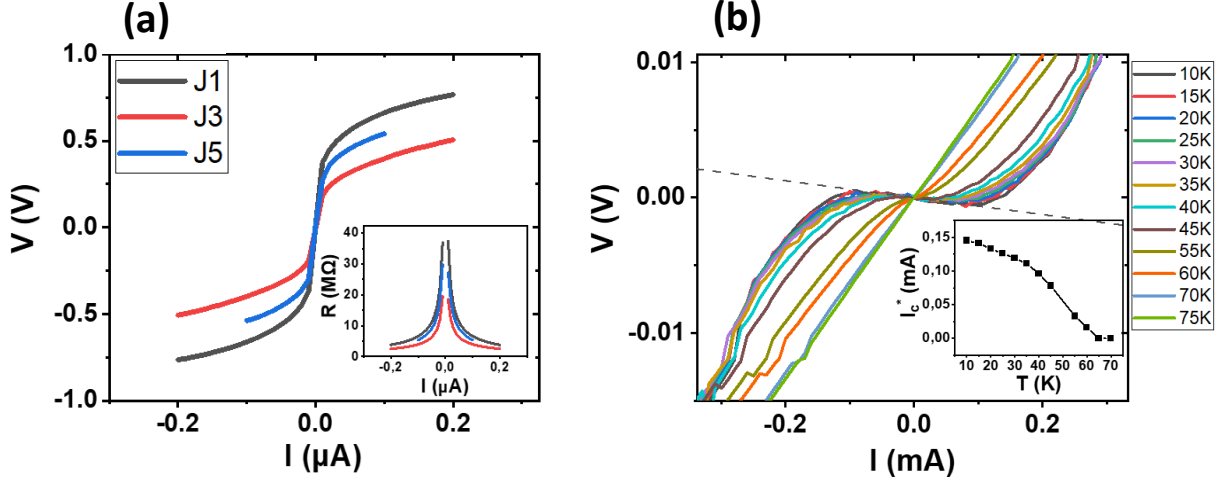 (a)
1.0
0.5
0.0
-0.5
-1.0
V (V)
J1
J3
J5
-0.2
0.0
0.2
I (µA)
40
30
20
10
0
R (MΩ)
-0,2
0,0
0,2
I (µA)
(b)
0.01
0.00
-0.01
V (V)
-0.2
0.0
0.2
I (mA)
0,15
0,10
0,05
0,00
Ic* (mA)
10 20 30 40 50 60 70
T (K)
10K
15K
20K
25K
30K
35K
40K
45K
55K
60K
70K
75K